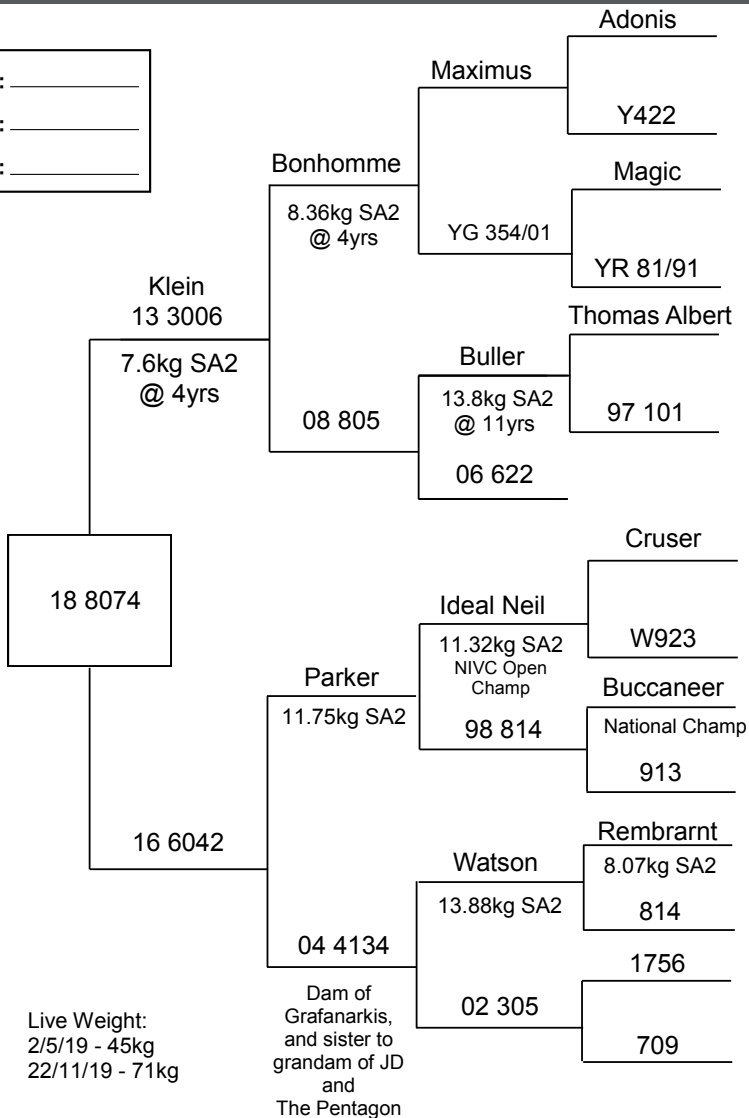 Adonis
Maximus
: 
Y422
:
Bonhomme
Magic
:
8.36kg SA2
@ 4yrs
YG 354/01
YR 81/91
Klein
13 3006
Thomas Albert
7.6kg SA2
@ 4yrs
Buller
13.8kg SA2
@ 11yrs
08 805
97 101
06 622
Cruser
18 8074
Ideal Neil
11.32kg SA2
NIVC Open
Champ
W923
Parker
Buccaneer
11.75kg SA2
98 814
National Champ
913
16 6042
Rembrarnt
Watson
8.07kg SA2
13.88kg SA2
814
04 4134
1756
Dam of
Grafanarkis,
and sister to
grandam of JD
and
The Pentagon
02 305
709
Live Weight:
2/5/19 - 45kg
22/11/19 - 71kg